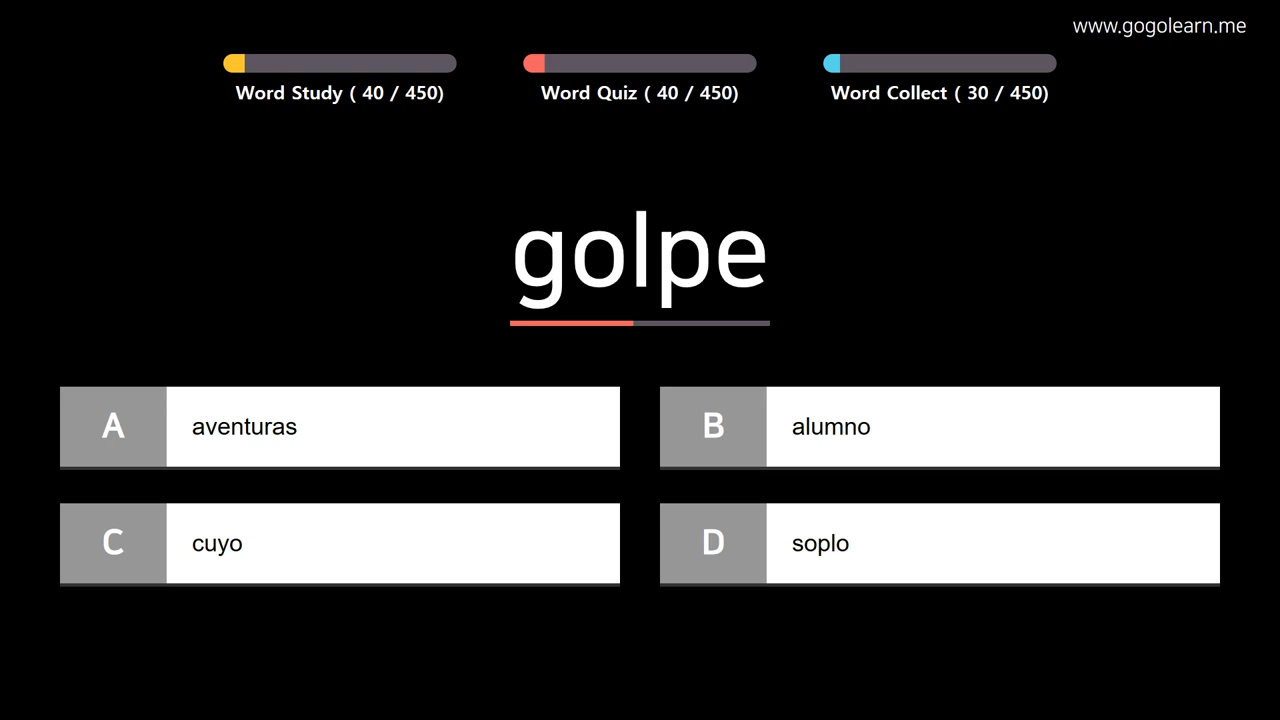 www.gogolearn.me
Word Study ( 40 / 450)
Word Quiz ( 40 / 450)
Word Collect ( 30 / 450)
golpe
A aventuras
B alumno
C cuyo
D soplo